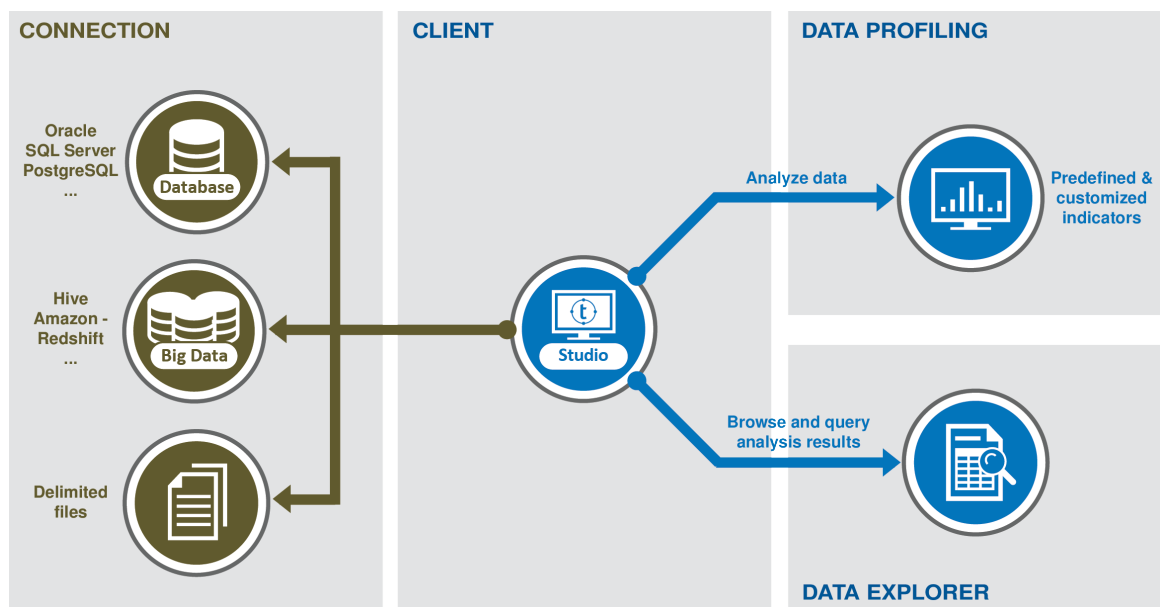 CONNECTION
Oracle
SQL Server
PostgreSQL
...
Database
Hive
Amazon -
Redshift
...
Big Data
Delimited
files
CLIENT
t
Studio
Analyze data
Browse and query
analysis results
DATA PROFILING
Predefined &
customized
indicators
DATA EXPLORER